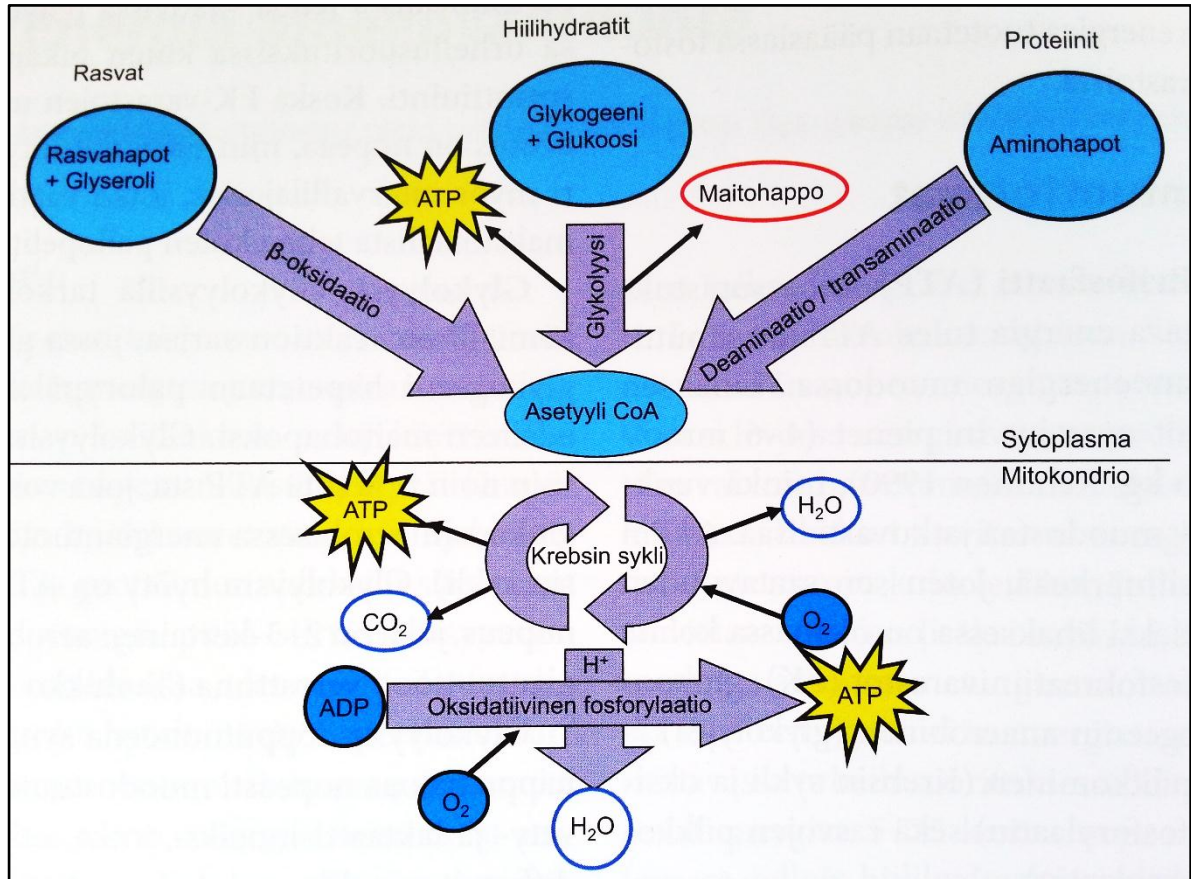 Rasvat
Hiilihydraatit
Proteiinit
Rasvahapot
+ Glyseroli
ATP
Glykogeeni
+ Glukoosi
Maitohappo
Aminohapot
β-oksidaatio
Glykolyysi
Deaminaatio / transaminaatio
Asetyyli CoA
Sytoplasma
Mitokondrio
ATP
H₂O
Krebsin sykli
CO₂
O₂
H⁺
ADP
Oksidatiivinen fosforylaatio
ATP
O₂
H₂O